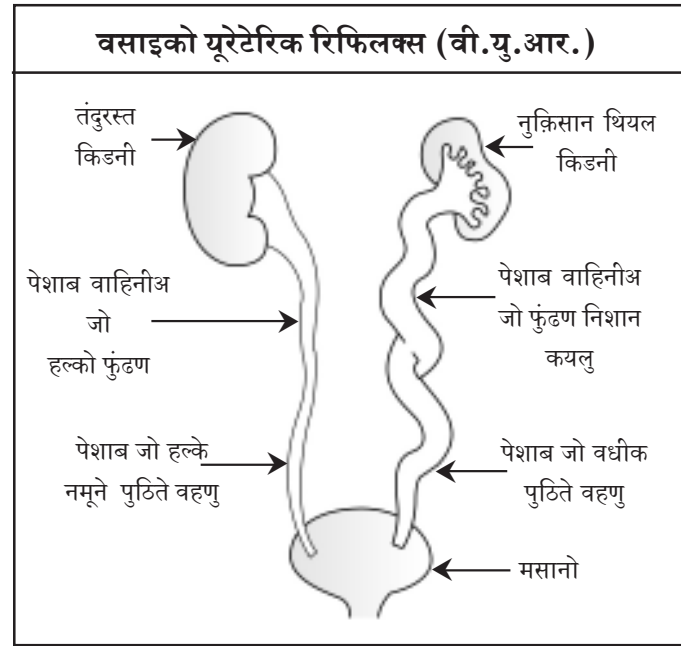 वसाइको यूरेटेरिक रिफिलक्स (वी.यु.आर.)
तंदुरस्त
किडनी
नुक़िसान थियल
किडनी
पेशाब वाहिनीअ
जो
हल्को फुंढण
पेशाब वाहिनीअ
जो फुंढण निशान
कयलु
पेशाब जो हल्के
नमूने पुठिते वहणु
पेशाब जो वधीक
पुठिते वहणु
मसानो